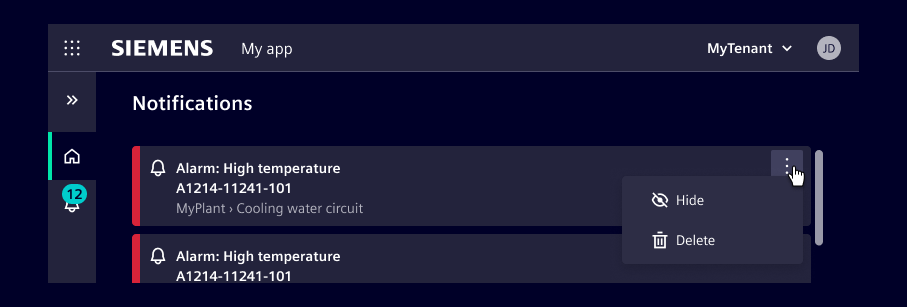 SIEMENS My app MyTenant JD
Notifications
Alarm: High temperature
A1214-11241-101
MyPlant › Cooling water circuit
Hide
Delete
12
Alarm: High temperature
A1214-11241-101